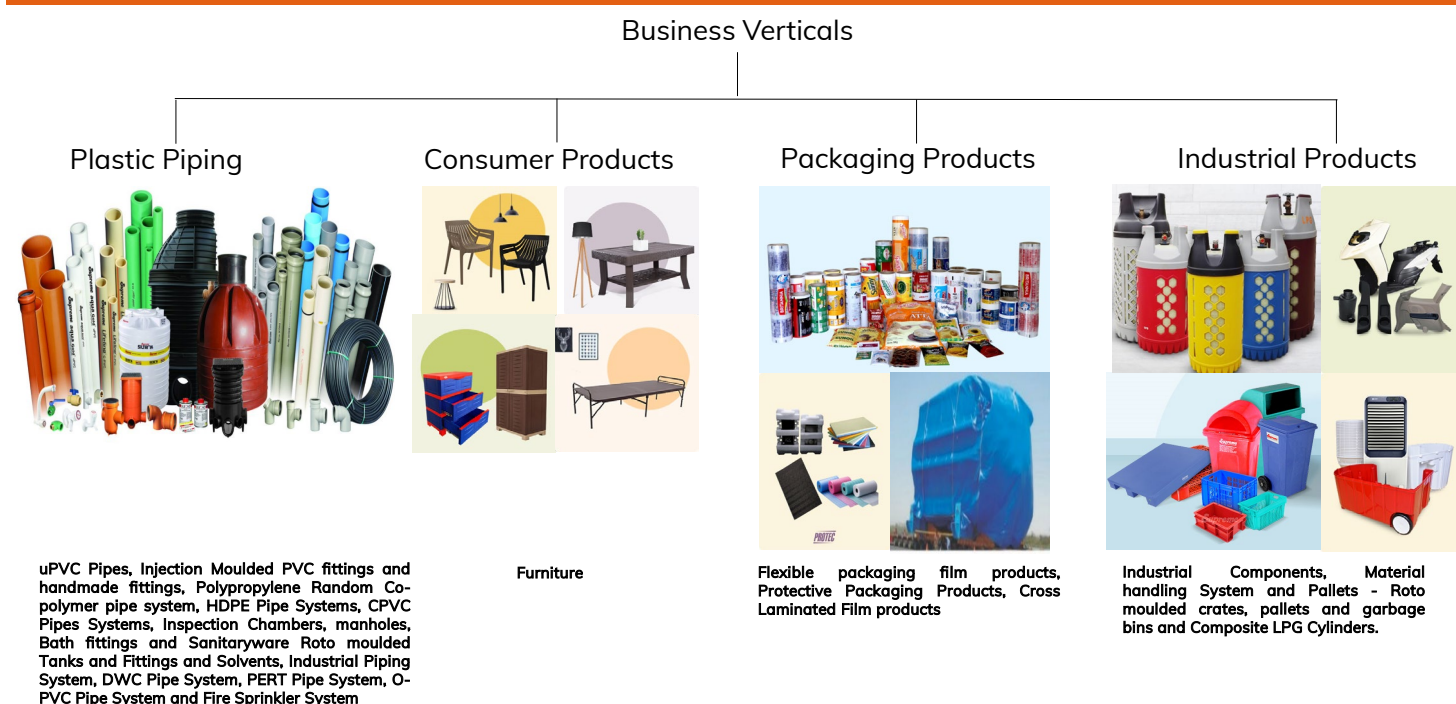 Business Verticals
Plastic Piping
Consumer Products
Packaging Products
Industrial Products
PROTEC
uPVC Pipes, Injection Moulded PVC fittings and
handmade fittings, Polypropylene Random Co-
polymer pipe system, HDPE Pipe Systems, CPVC
Pipes Systems, Inspection Chambers, manholes,
Bath fittings and Sanitaryware Roto moulded
Tanks and Fittings and Solvents, Industrial Piping
System, DWC Pipe System, PERT Pipe System, O-
PVC Pipe System and Fire Sprinkler System
Furniture
Flexible packaging film products,
Protective Packaging Products, Cross
Laminated Film products
Industrial Components, Material
handling System and Pallets - Roto
moulded crates, pallets and garbage
bins and Composite LPG Cylinders.